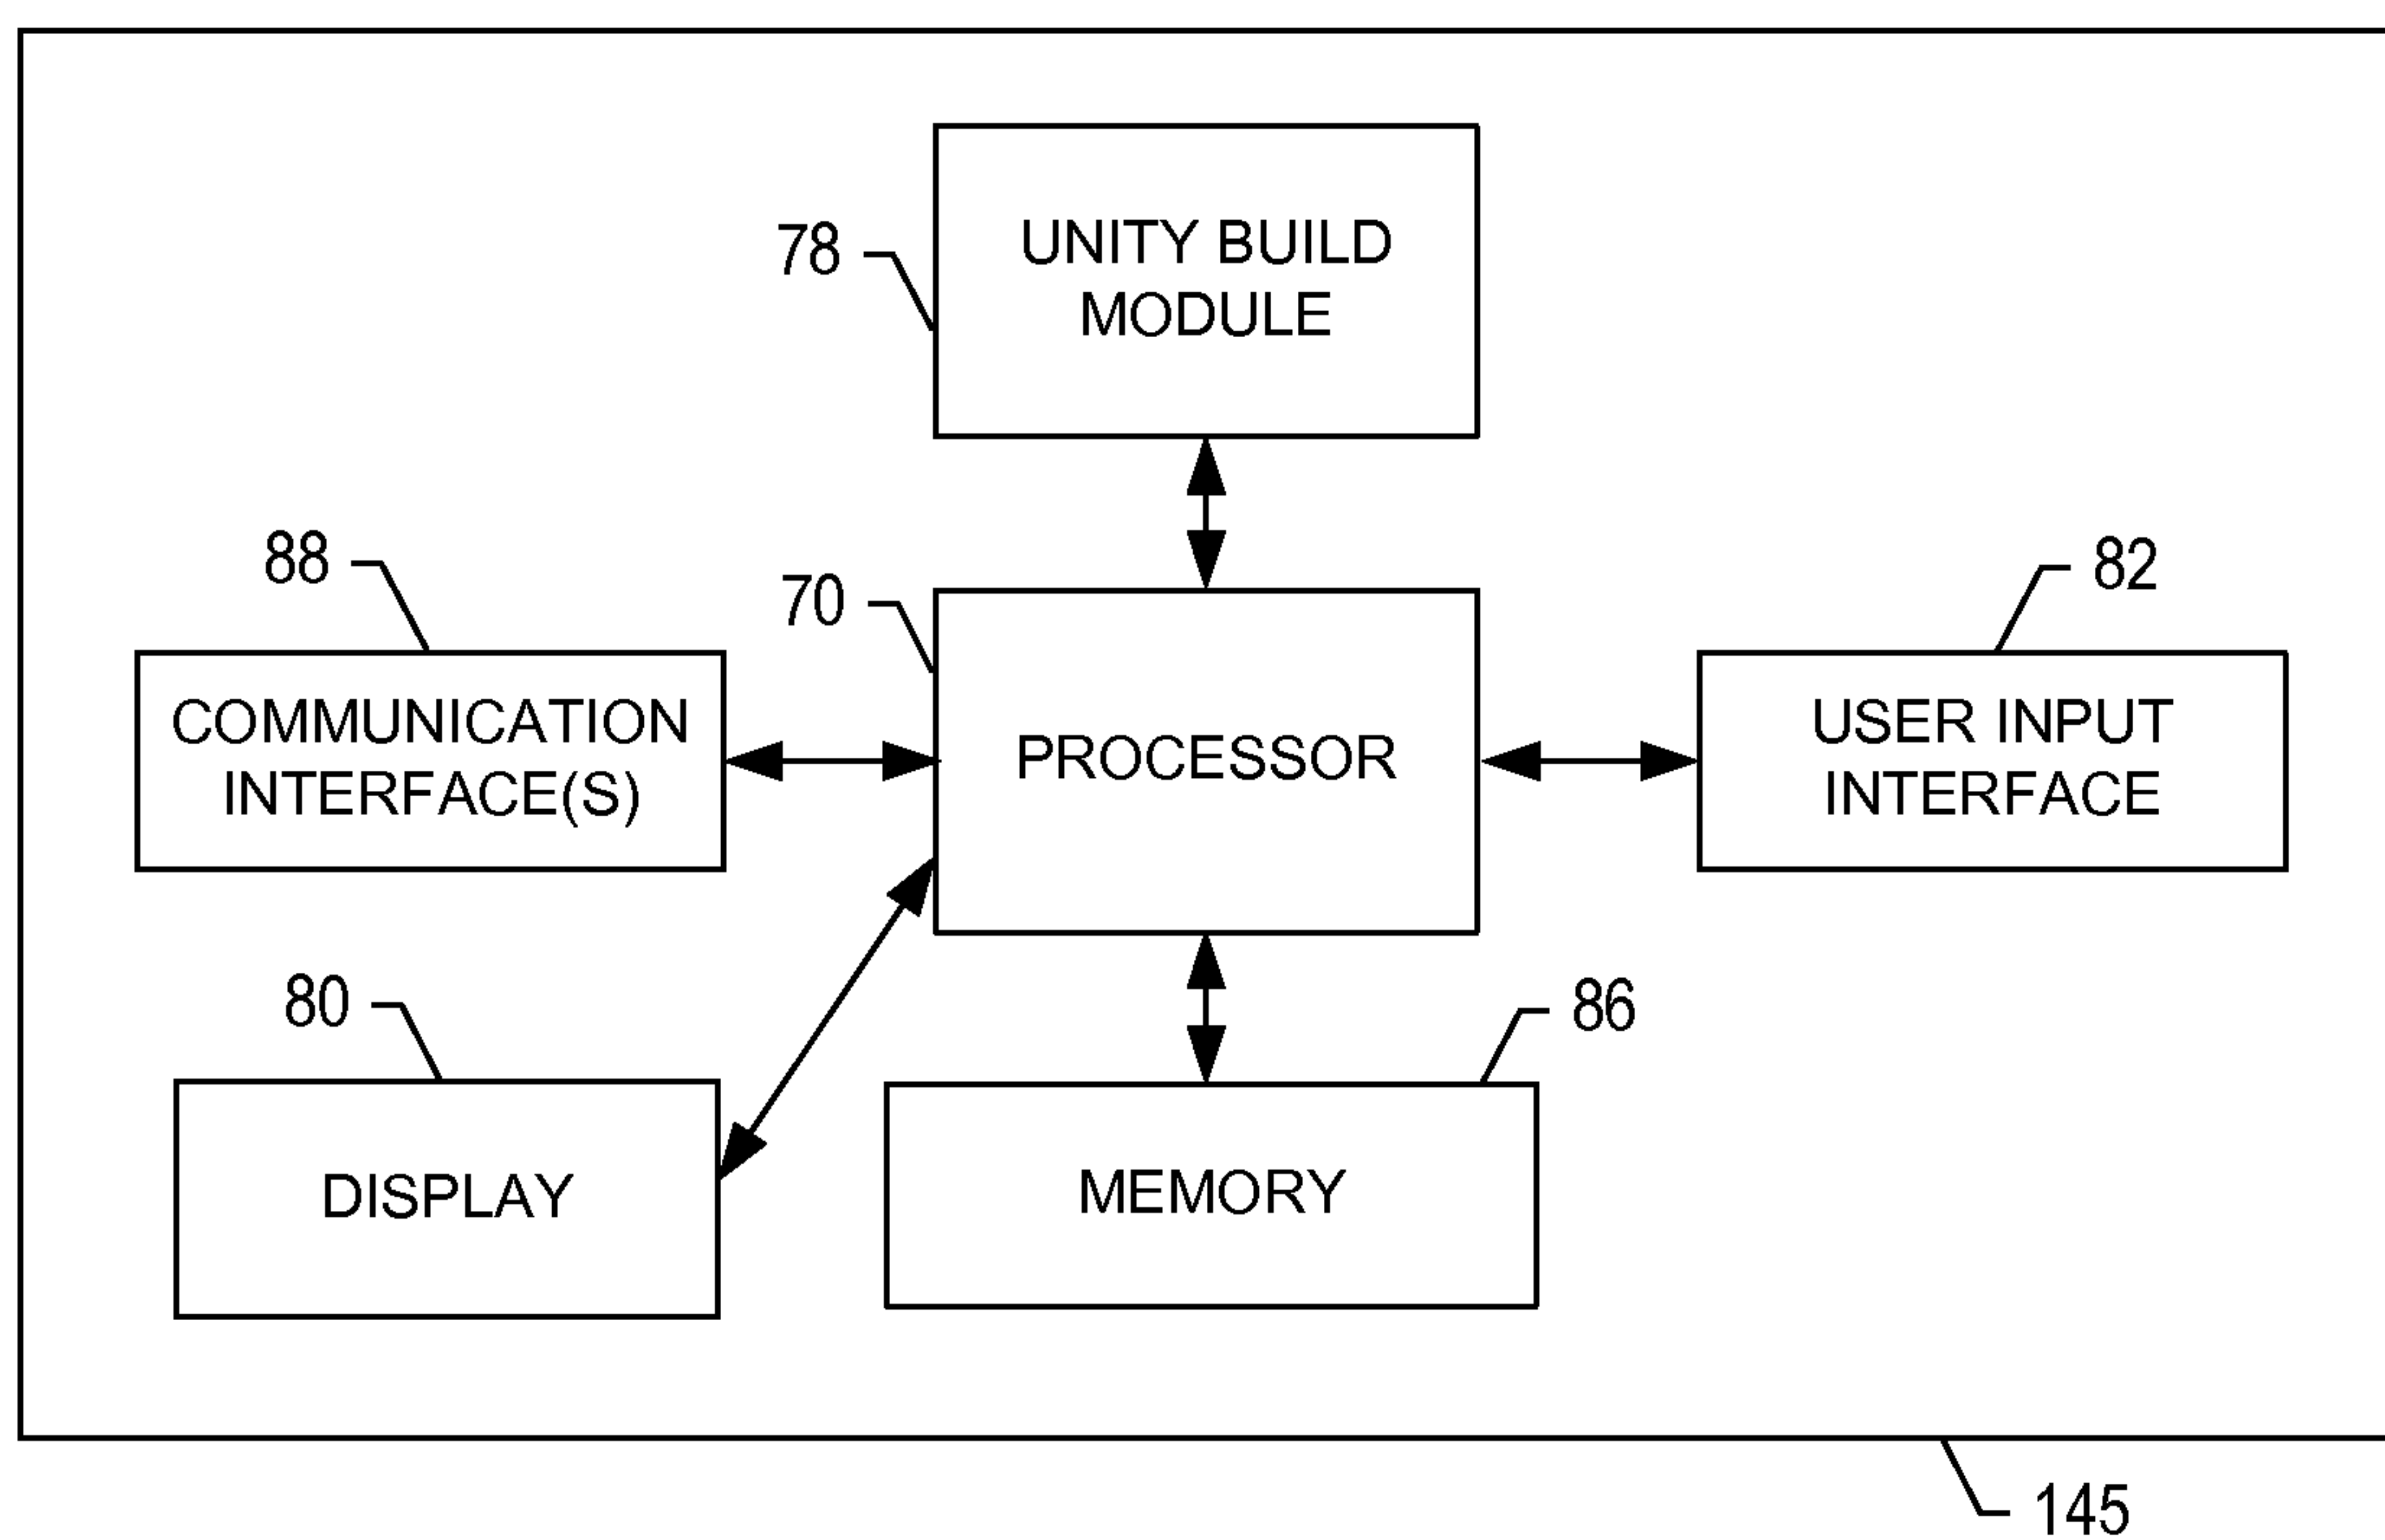 78
UNITY BUILD
MODULE
88
70
82
COMMUNICATION
INTERFACE(S)
PROCESSOR
USER INPUT
INTERFACE
80
86
DISPLAY
MEMORY
145